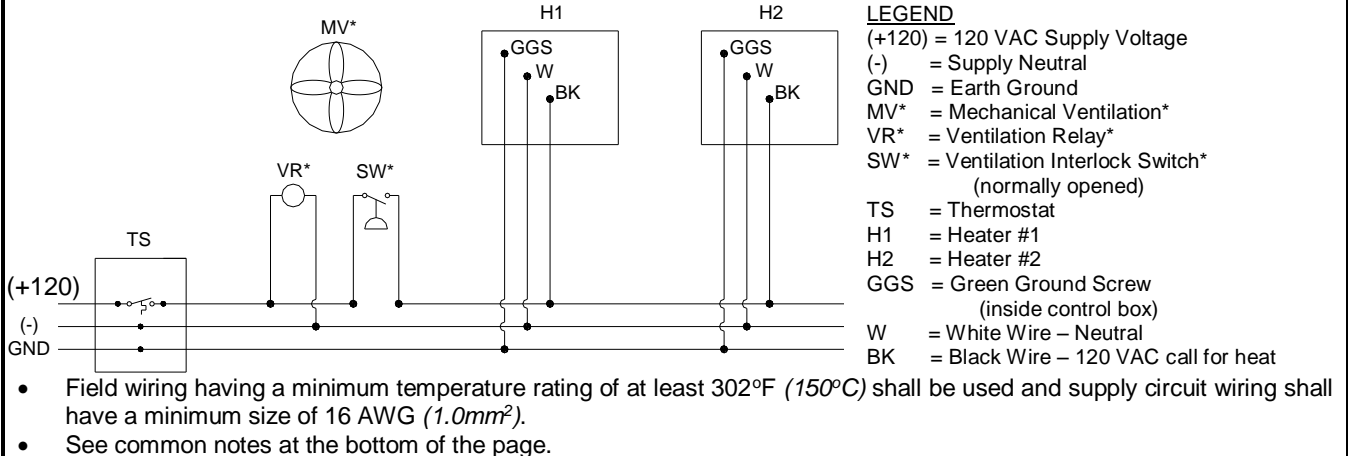 MV*
H1
H2
GGS
W
BK
GGS
W
BK
VR*
SW*
TS
(+120)
(-)
GND
LEGEND
(+120) = 120 VAC Supply Voltage
(-) = Supply Neutral
GND = Earth Ground
MV* = Mechanical Ventilation*
VR* = Ventilation Relay*
SW* = Ventilation Interlock Switch*
(normally opened)
TS = Thermostat
H1 = Heater #1
H2 = Heater #2
GGS = Green Ground Screw
(inside control box)
W = White Wire – Neutral
BK = Black Wire – 120 VAC call for heat
• Field wiring having a minimum temperature rating of at least 302°F (150°C) shall be used and supply circuit wiring shall
have a minimum size of 16 AWG (1.0mm²).
• See common notes at the bottom of the page.